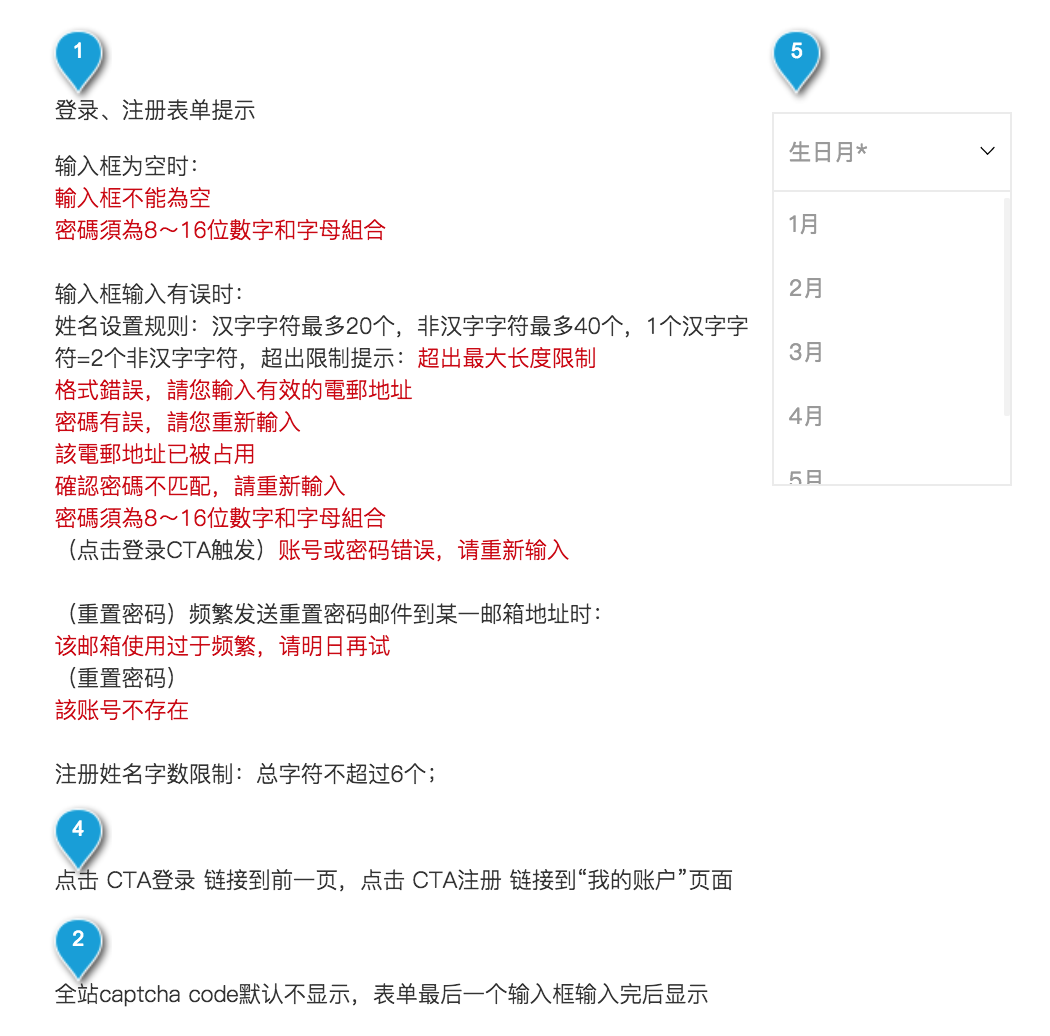 1
登录、注册表单提示
输入框为空时：
輸入框不能為空
密碼須為8～16位數字和字母組合
输入框输入有误时：
姓名设置规则：汉字字符最多20个，非汉字字符最多40个，1个汉字字
符=2个非汉字字符，超出限制提示：超出最大长度限制
格式錯誤，請您輸入有效的電郵地址
密碼有誤，請您重新輸入
該電郵地址已被占用
確認密碼不匹配，請重新輸入
密碼須為8～16位數字和字母組合
（点击登录CTA触发）账号或密码错误，请重新输入
（重置密码）频繁发送重置密码邮件到某一邮箱地址时：
该邮箱使用过于频繁，请明日再试
（重置密码）
該账号不存在
注册姓名字数限制：总字符不超过6个；
4
点击 CTA登录 链接到前一页，点击 CTA注册 链接到“我的账户”页面
2
全站captcha code默认不显示，表单最后一个输入框输入完后显示
5
生日月*
1月
2月
3月
4月
5月